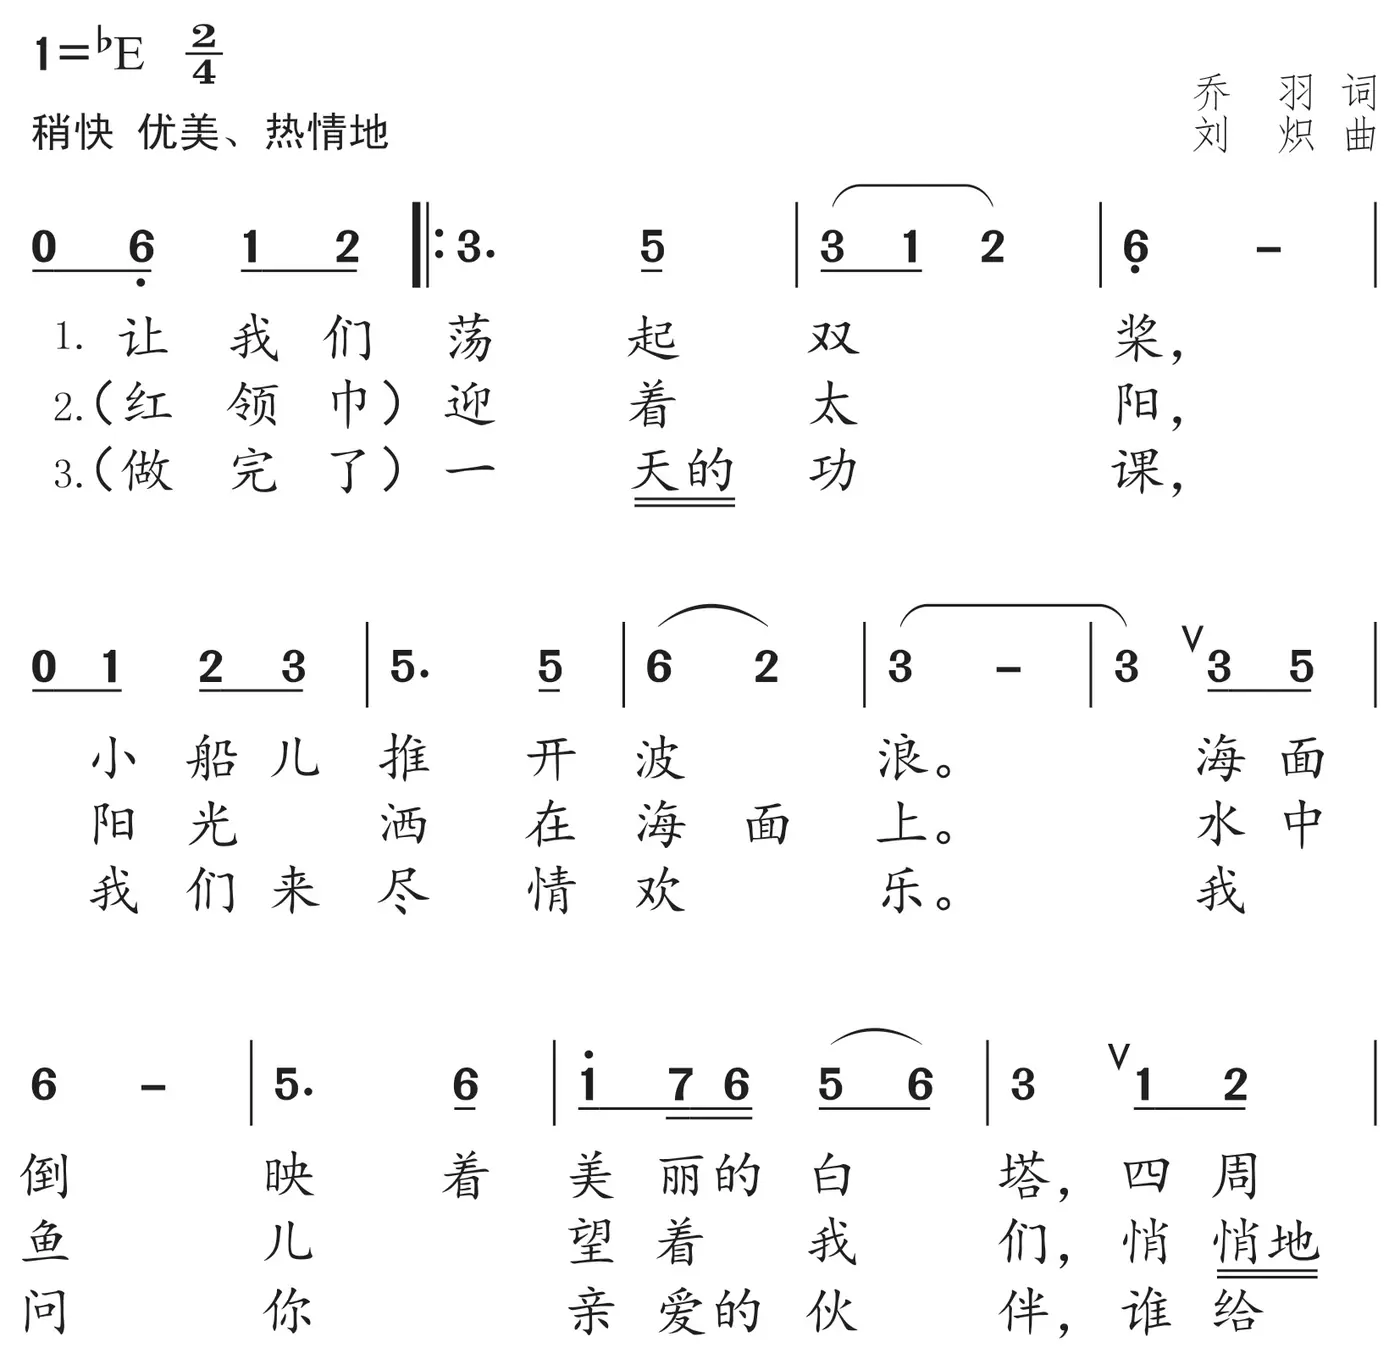 1=♭E 2/4
乔 羽 词
稍快 优美、热情地
刘 炽 曲
0 6̣ 1 2 ‖: 3. 5 | 3 1 2 | 6̣ – |
1. 让 我 们 荡 起 双 桨,
2.(红 领 巾) 迎 着 太 阳,
3.(做 完 了) 一 天的 功 课,
0 1 2 3 | 5. 5 | 6 2 | 3 – | 3 ∨ 3 5 |
小 船 儿 推 开 波 浪。 海 面
阳 光 洒 在 海 面 上。 水 中
我 们 来 尽 情 欢 乐。 我
6 – | 5. 6 | 1̇ 7 6 5 6 | 3 ∨ 1 2 |
倒 映 着 美 丽 的 白 塔, 四 周
鱼 儿 望 着 我 们, 悄 悄地
问 你 亲 爱 的 伙 伴, 谁 给